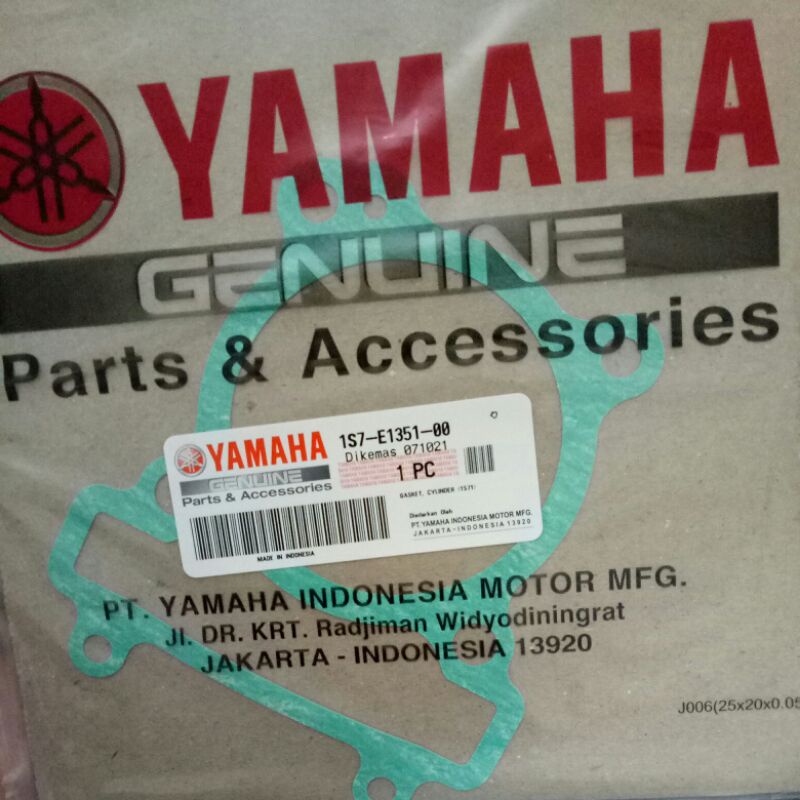 YAMAHA
GENUINE
Parts & Accessories
YAMAHA
GENUINE
Parts & Accessories
1S7-E1351-00
Dikemas 071021
1 PC
GASKET, CYLINDER (1S71)
Diedarkan Oleh
PT YAMAHA INDONESIA MOTOR MFG.
JAKARTA-INDONESIA 13920
MADE IN INDONESIA
PT. YAMAHA INDONESIA MOTOR MFG.
Jl. DR. KRT. Radjiman Widyodiningrat
JAKARTA - INDONESIA 13920
J006(25x20x0.05